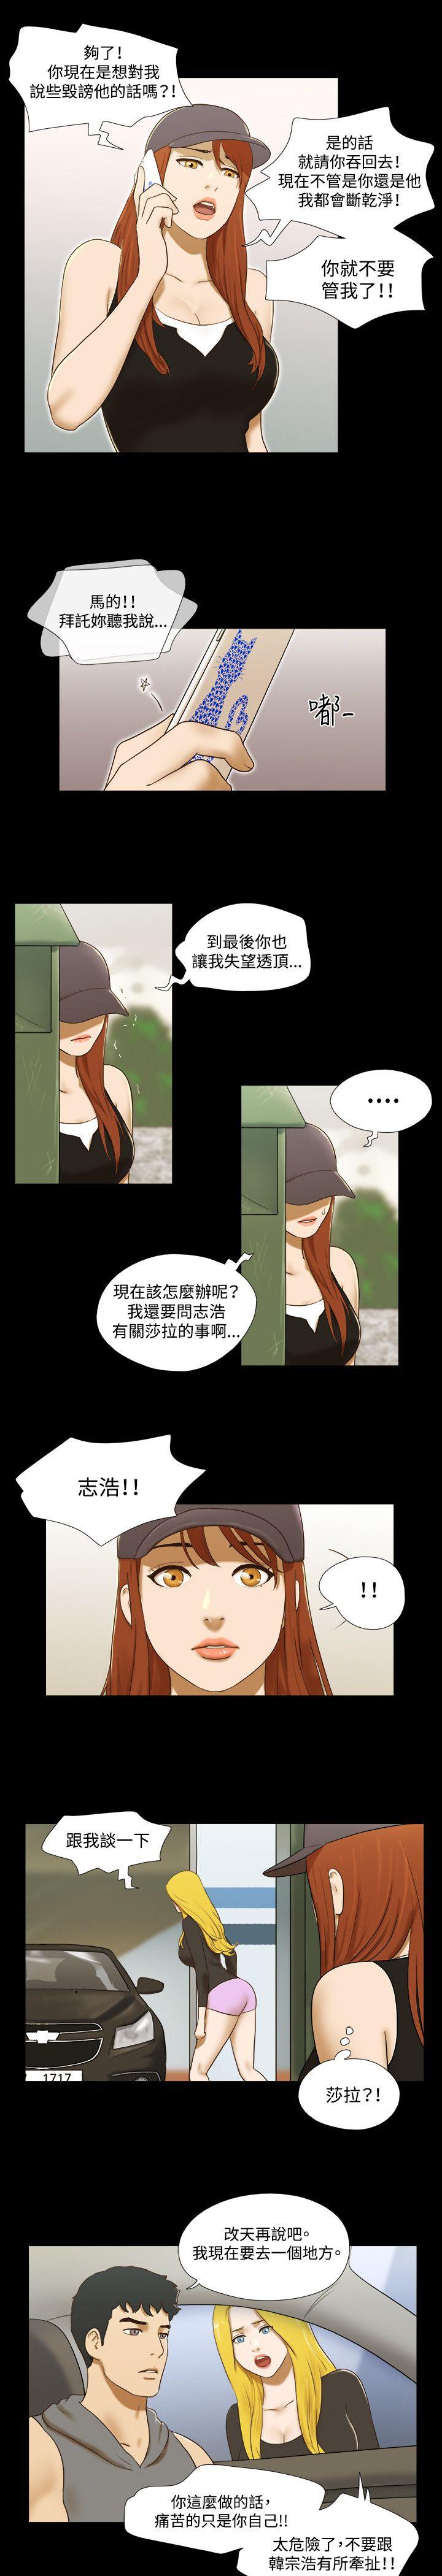 夠了!
你現在是想對我
說些毀謗他的話嗎?!
是的話
就請你吞回去!
現在不管是你還是他
我都會斷乾淨!
你就不要
管我了!!
馬的!!
拜託妳聽我說...
嘟-
到最後你也
讓我失望透頂...
....
現在該怎麼辦呢?
我還要問志浩
有關莎拉的事啊...
志浩!!
!!
跟我談一下
1717
莎拉?!
改天再說吧。
我現在要去一個地方。
你這麼做的話,
痛苦的只是你自己!!
太危險了,不要跟
韓宗浩有所牽扯!!